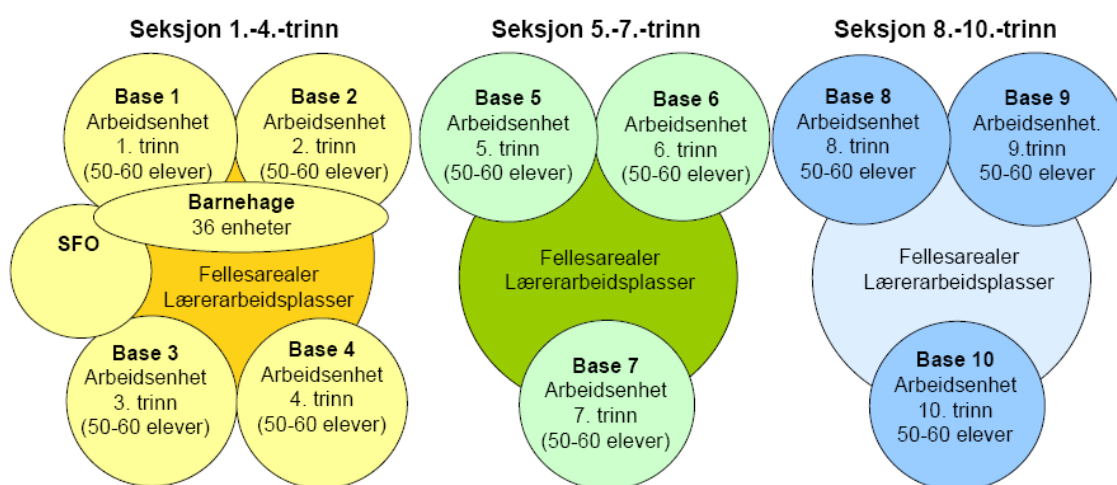 Seksjon 1.-4.-trinn
Base 1
Arbeidsenhet
1. trinn
(50-60 elever)
Base 2
Arbeidsenhet
2. trinn
(50-60 elever)
Barnehage
36 enheter
SFO
Fellesarealer
Lærerarbeidsplasser
Base 3
Arbeidsenhet
3. trinn
(50-60 elever)
Base 4
Arbeidsenhet
4. trinn
(50-60 elever)
Seksjon 5.-7.-trinn
Base 5
Arbeidsenhet
5. trinn
(50-60 elever)
Base 6
Arbeidsenhet
6. trinn
(50-60 elever)
Fellesarealer
Lærerarbeidsplasser
Base 7
Arbeidsenhet
7. trinn
(50-60 elever)
Seksjon 8.-10.-trinn
Base 8
Arbeidsenhet
8. trinn
50-60 elever
Base 9
Arbeidsenhet.
9.trinn
50-60 elever
Fellesarealer
Lærerarbeidsplasser
Base 10
Arbeidsenhet
10. trinn
50-60 elever